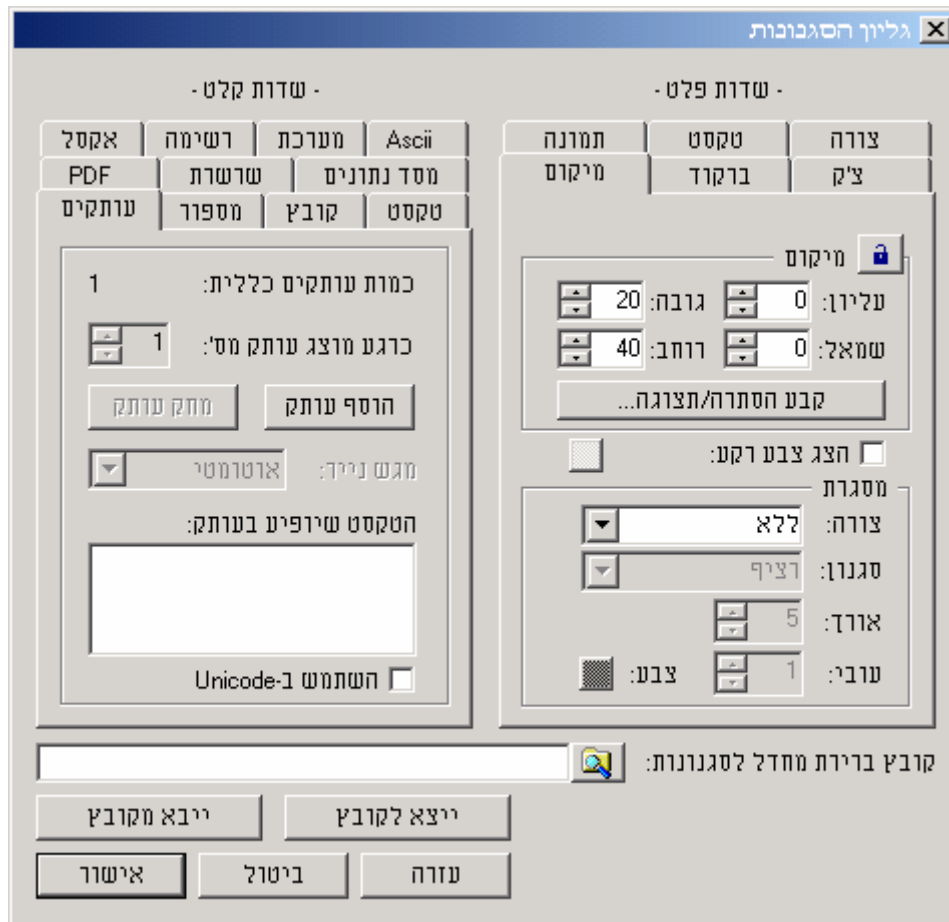 גליון הסגנונות
- שדות פלט -
צורה טקסט תמונה
צ'ק ברקוד מיקום
מיקום
עליון: 0 גובה: 20
שמאל: 0 רוחב: 40
קבע הסתרה/תצוגה...
הצג צבע רקע:
מסגרת
צורה: ללא
סגנון: רציף
אורך: 5
עובי: 1 צבע:
- שדות קלט -
Ascii מערכת רשימה אקסל
מסד נתונים שרשרת PDF
טקסט קובץ מספור עותקים
כמות עותקים כללית: 1
כרגע מוצג עותק מס': 1
הוסף עותק מחק עותק
מגש נייר: אוטומטי
הטקסט שיופיע בעותק:
השתמש ב-Unicode
קובץ ברירת מחדל לסגנונות:
ייצא לקובץ ייבא מקובץ
עזרה ביטול אישור